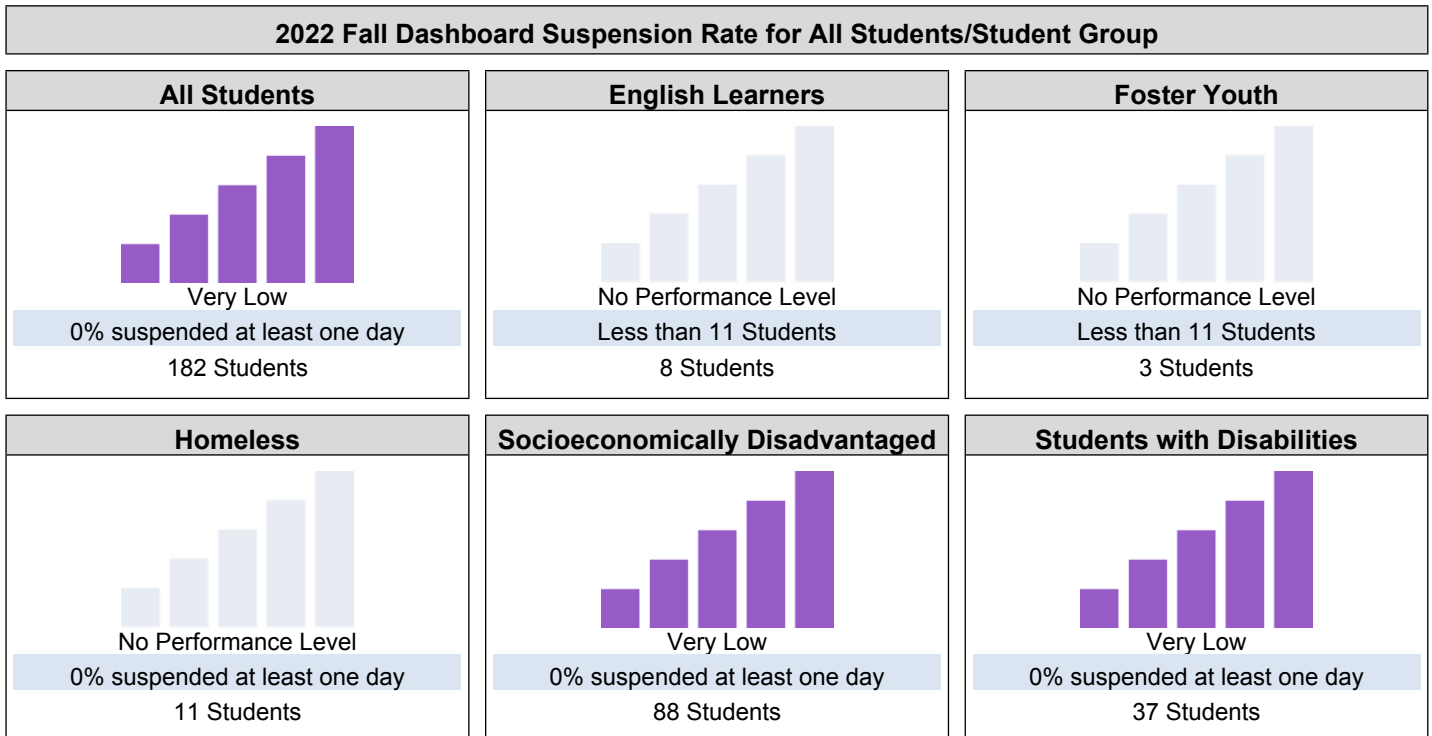 2022 Fall Dashboard Suspension Rate for All Students/Student Group
All Students
Very Low
0% suspended at least one day
182 Students
English Learners
No Performance Level
Less than 11 Students
8 Students
Foster Youth
No Performance Level
Less than 11 Students
3 Students
Homeless
No Performance Level
0% suspended at least one day
11 Students
Socioeconomically Disadvantaged
Very Low
0% suspended at least one day
88 Students
Students with Disabilities
Very Low
0% suspended at least one day
37 Students